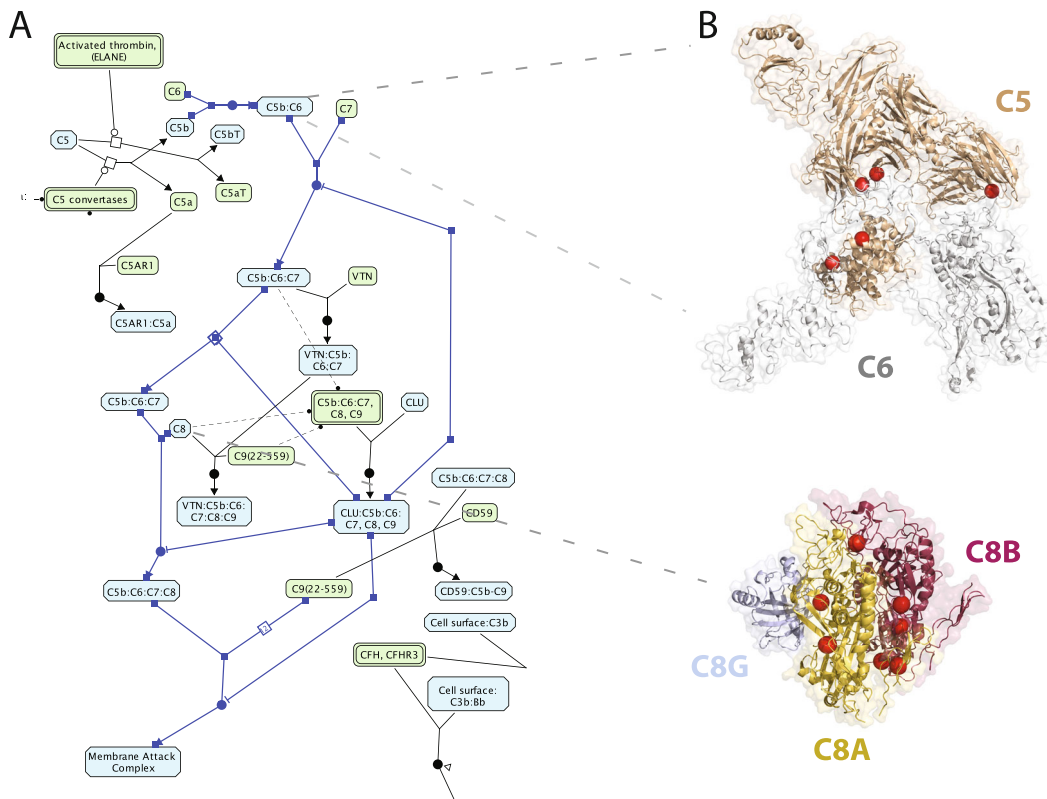 A
B
Activated thrombin,
(ELANE)
C6
C5b
C5b:C6
C7
C5
C5
C5bT
C5 convertases
C5a
C5aT
C5AR1
C5AR1:C5a
C5b:C6:C7
VTN
VTN:C5b:
C6:C7
C6
C5b:C6:C7
C5b:C6:C7,
C8, C9
CLU
C8
C9(22-559)
VTN:C5b:C6:
C7:C8:C9
CLU:C5b:C6:
C7, C8, C9
C5b:C6:C7:C8
CD59
C8B
C5b:C6:C7:C8
C9(22-559)
CD59:C5b-C9
Cell surface:C3b
2
CFH, CFHR3
C8G
Cell surface:
C3b:Bb
C8A
Membrane Attack
Complex